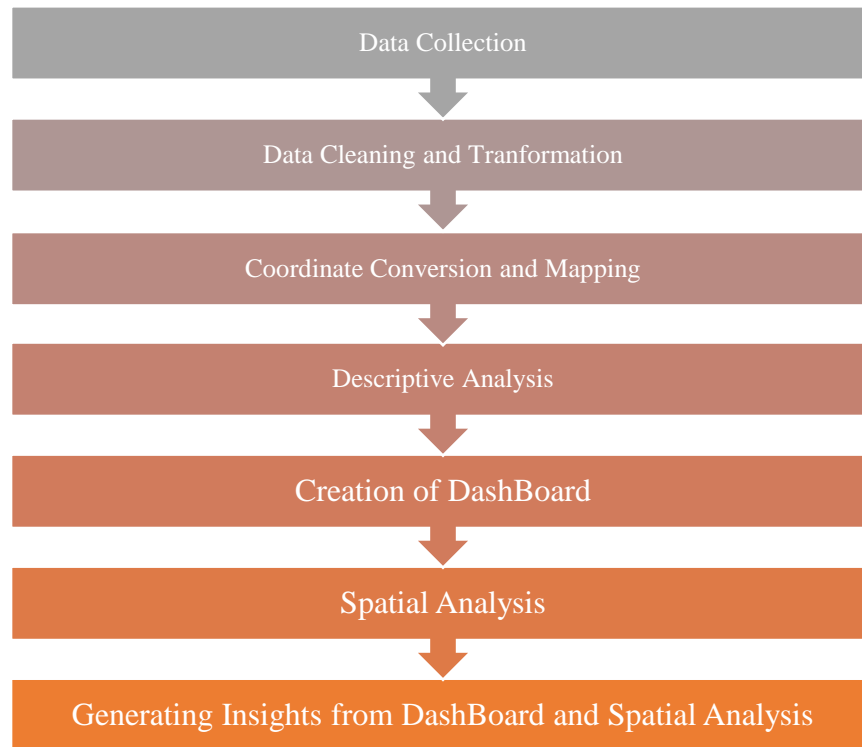 Data Collection
Data Cleaning and Tranformation
Coordinate Conversion and Mapping
Descriptive Analysis
Creation of DashBoard
Spatial Analysis
Generating Insights from DashBoard and Spatial Analysis